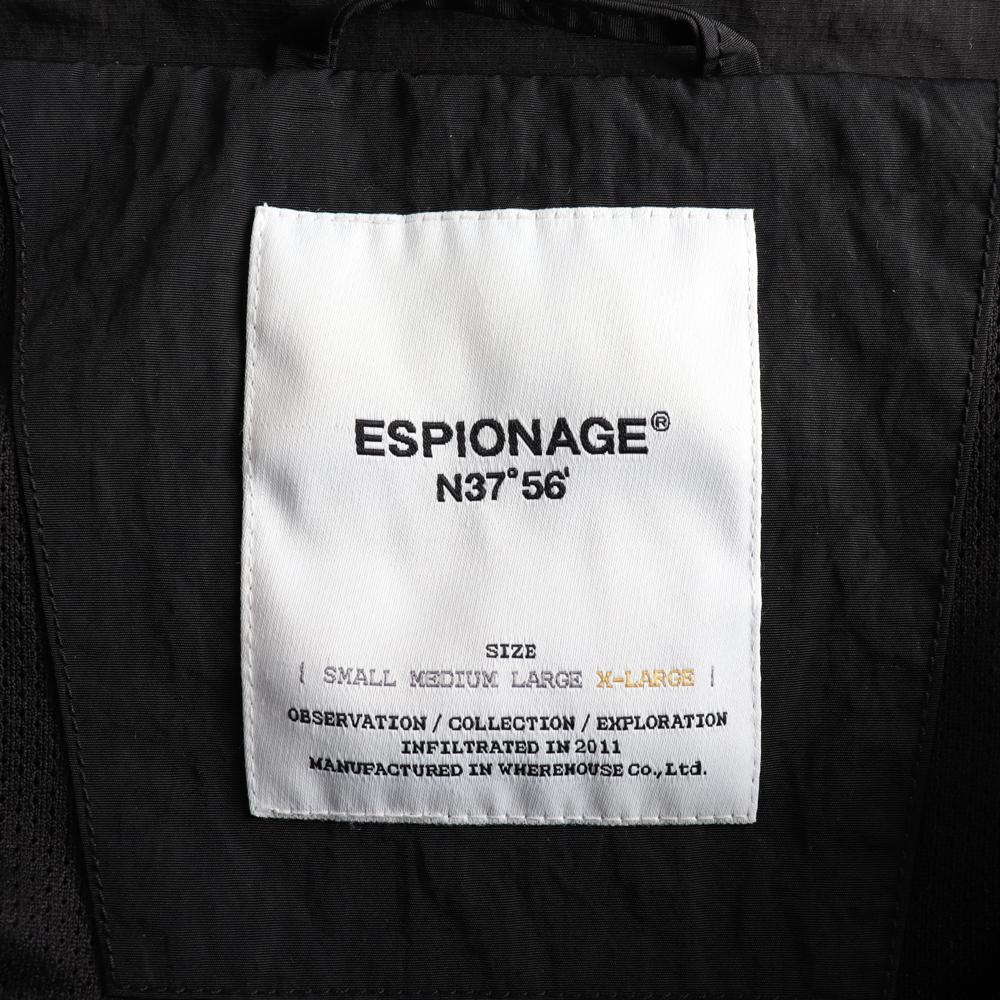 ESPIONAGE®
N37°56'
SIZE
| SMALL MEDIUM LARGE X-LARGE |
OBSERVATION / COLLECTION / EXPLORATION
INFILTRATED IN 2011
MANUFACTURED IN WHEREHOUSE Co.,Ltd.